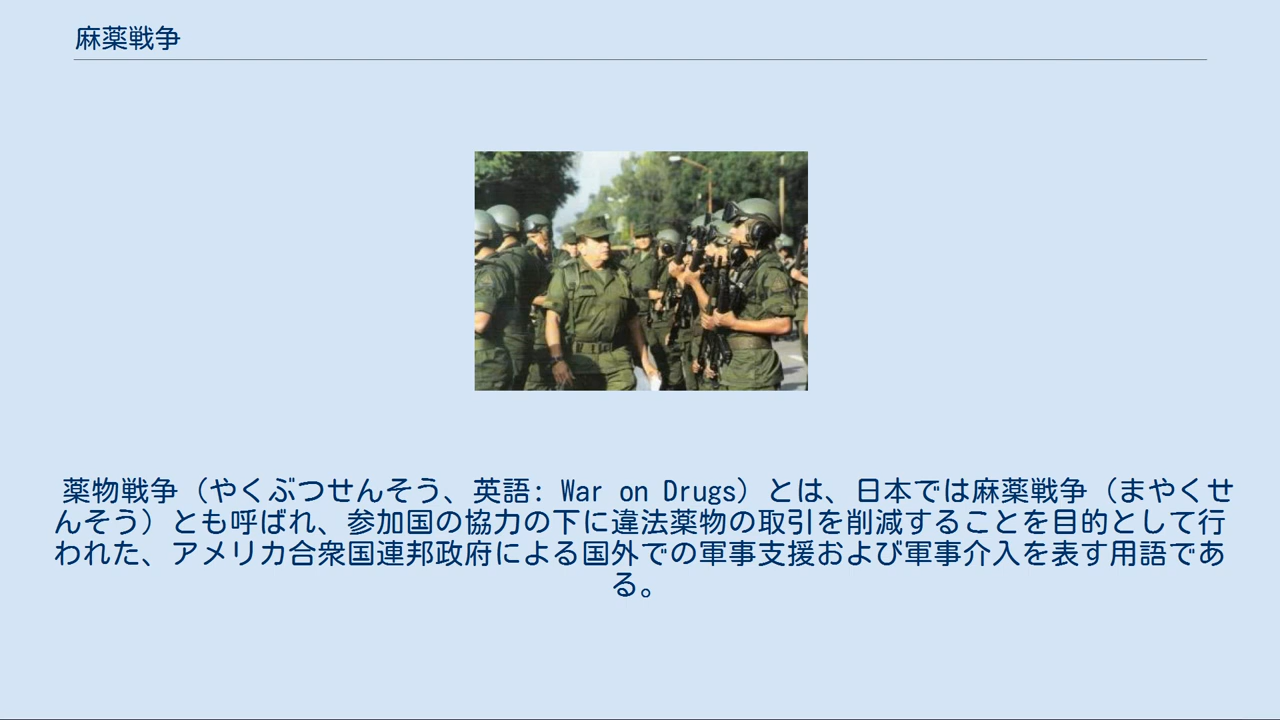 麻薬戦争
薬物戦争（やくぶつせんそう、英語: War on Drugs）とは、日本では麻薬戦争（まやくせ
んそう）とも呼ばれ、参加国の協力の下に違法薬物の取引を削減することを目的として行
われた、アメリカ合衆国連邦政府による国外での軍事支援および軍事介入を表す用語であ
る。